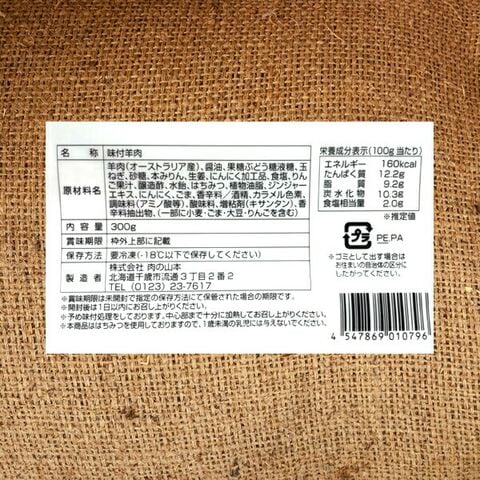 名称 味付羊肉
原材料名 羊肉(オーストラリア産)、醤油、果糖ぶどう糖液糖、玉
ねぎ、砂糖、本みりん、生姜、にんにく加工品、食塩、りん
ご果汁、醸造酢、水飴、はちみつ、植物油脂、ジンジャー
エキス、にんにく、ごま、香辛料／酒精、カラメル色素、
調味料(アミノ酸等)、酸味料、増粘剤(キサンタン)、香
辛料抽出物、(一部に小麦・ごま・大豆・りんごを含む)
内容量 300g
賞味期限 枠外上部に記載
保存方法 要冷凍(-18℃以下で保存してください)
製造者 株式会社 肉の山本
北海道千歳市流通3丁目2番2
TEL (0123) 23-7617
※賞味期限は未開封で指定の保存方法にて保管された場合の期限です。
※開封後は1日以内にお召し上がりください。
※予め味付処理をしております。中心部まで十分に加熱してお召し上がりください。
※本商品ははちみつを使用しておりますので、1歳未満の乳児には与えないでください。
栄養成分表示(100g当たり)
エネルギー 160kcal
たんぱく質 12.2g
脂質 9.2g
炭水化物 10.3g
食塩相当量 2.0g
※推定値
プラ PE,PA
※ゴミとして出す場合は
お住まいの自治体の区分に
したがってください。
4 547869 010796